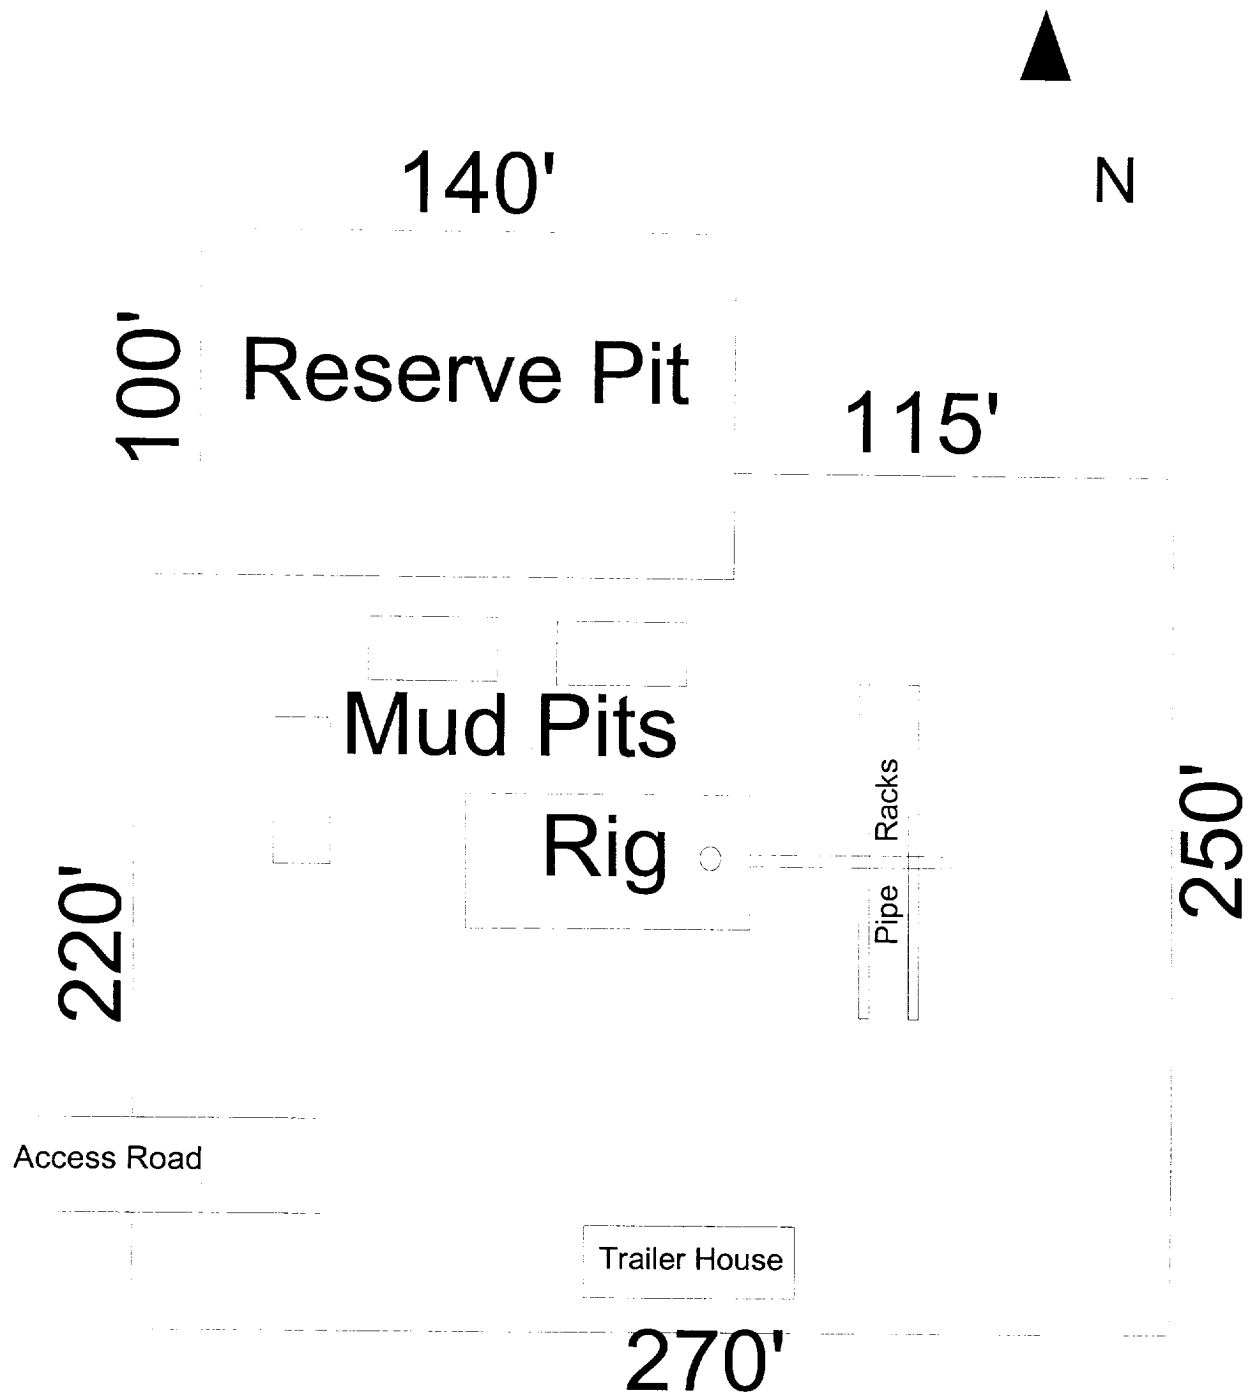 N
140'
100'
Reserve Pit
115'
Mud Pits
Rig
Pipe Racks
250'
220'
Access Road
Trailer House
270'